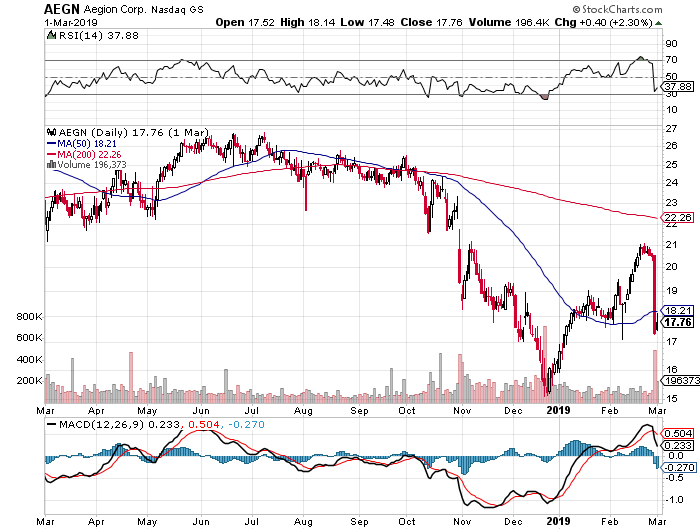 AEGN Aegion Corp. Nasdaq GS © StockCharts.com
1-Mar-2019 Open 17.52 High 18.14 Low 17.48 Close 17.76 Volume 196.4K Chg +0.40 (+2.30%)
RSI(14) 37.88
90
70
50
37.88
30
10
AEGN (Daily) 17.76 (1 Mar)
MA(50) 18.21
MA(200) 22.26
Volume 196,373
27
26
25
24
23
22.26
22
21
20
19
18.21
17.76
17
16
196373
15
800K
600K
400K
200K
Mar Apr May Jun Jul Aug Sep Oct Nov Dec 2019 Feb Mar
MACD(12,26,9) 0.233, 0.504, -0.270
0.504
0.233
0.0
-0.270
-0.5
-1.0
Mar Apr May Jun Jul Aug Sep Oct Nov Dec 2019 Feb Mar